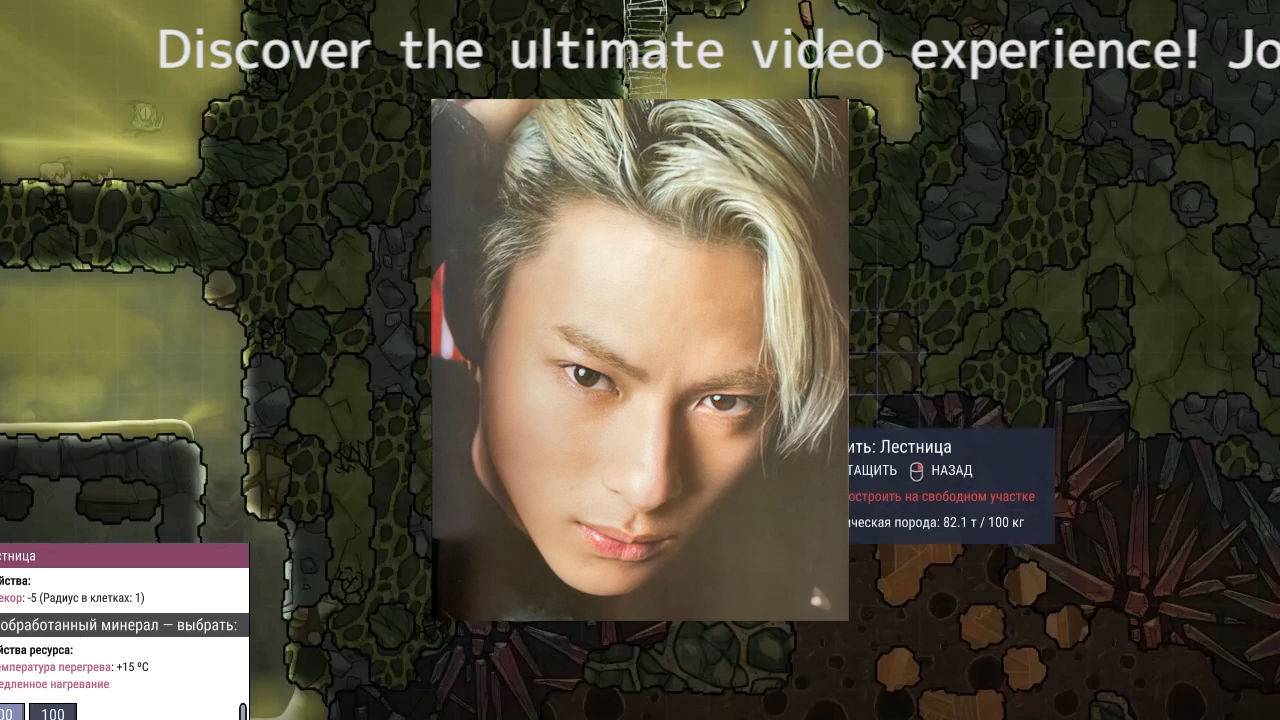 Discover the ultimate video experience! Jo
ить: Лестница
ТАЩИТЬ НАЗАД
остроить на свободном участке
ическая порода: 82.1 т / 100 кг
стница
йства:
екор: -5 (Радиус в клетках: 1)
обработанный минерал — выбрать:
йства ресурса:
емпература перегрева: +15 ºC
едленное нагревание
00 100